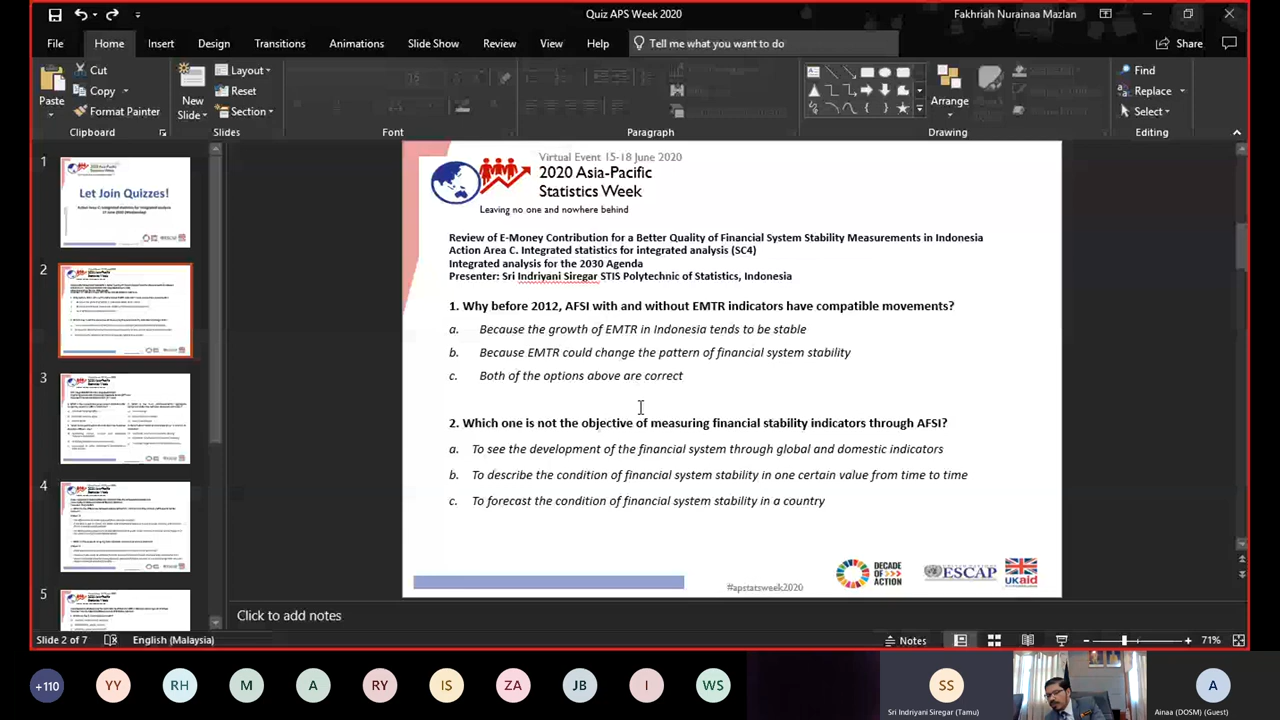 Quiz APS Week 2020
Fakhriah Nurainaa Mazlan
File Home Insert Design Transitions Animations Slide Show Review View Help Tell me what you want to do Share
Paste Cut Copy Format Painter
New Slide Layout Reset Section
Arrange
Find Replace Select
Clipboard Slides Font Paragraph Drawing Editing
1
Let Join Quizzes!
2
3
4
5
Virtual Event 15-18 June 2020
2020 Asia-Pacific
Statistics Week
Leaving no one and nowhere behind
Review of E-Money Contribution for a Better Quality of Financial System Stability Measurements in Indonesia
Action Area C. Integrated statistics for integrated analysis (SC4)
Integrated analysis for the 2030 Agenda
Presenter: Sri Indriyani Siregar STIS Polytechnic of Statistics, Indonesia
1. Why before 2012, AFSI with and without EMTR indicators has compatible movements?
a. Because the growth of EMTR in Indonesia tends to be stable
b. Because EMTR could change the pattern of financial system stability
c. Both of the options above are correct
2. Which one is not the objective of measuring financial stability indicators through AFSI?
a. To see the development of the financial system through global and domestic indicators
b. To describe the condition of financial system stability in a certain value from time to time
c. To forecast the condition of financial system stability in a country
#apstatsweek2020
DECADE OF ACTION
ESCAP
UKaid
Click to add notes
Slide 2 of 7 English (Malaysia) Notes 71%
+110 YY RH M A RY IS ZA JB I WS SS A
Sri Indriyani Siregar (Tamu)
Ainaa (DOSM) (Guest)